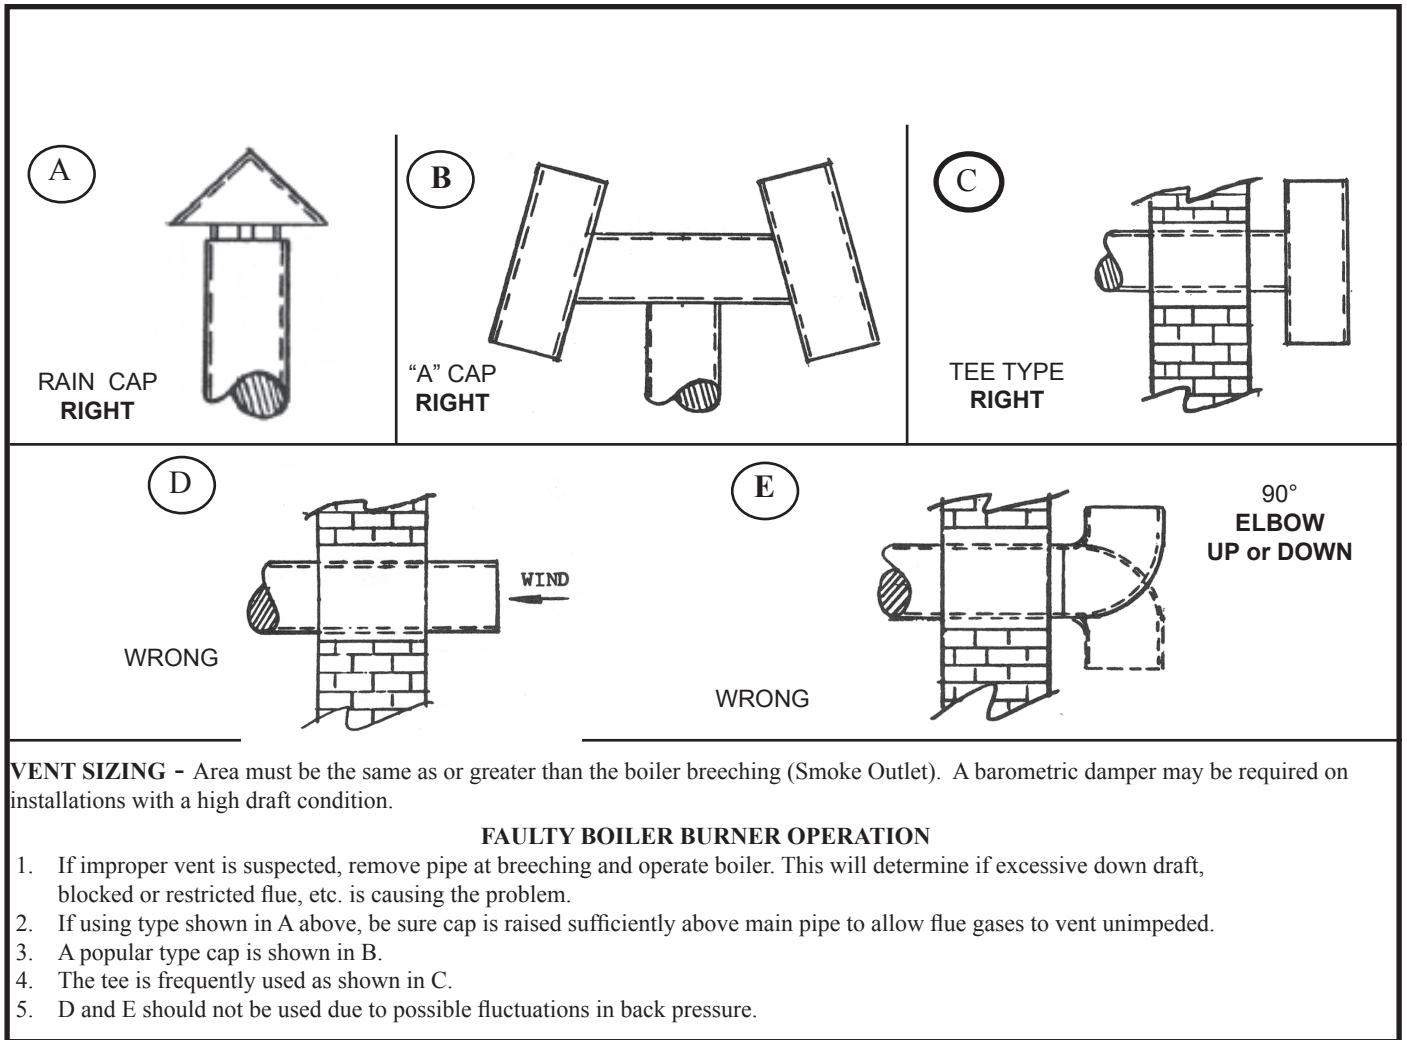 A
RAIN CAP
RIGHT
B
“A” CAP
RIGHT
C
TEE TYPE
RIGHT
D
WIND
WRONG
E
90°
ELBOW
UP or DOWN
WRONG
VENT SIZING - Area must be the same as or greater than the boiler breeching (Smoke Outlet). A barometric damper may be required on
installations with a high draft condition.
FAULTY BOILER BURNER OPERATION
1. If improper vent is suspected, remove pipe at breeching and operate boiler. This will determine if excessive down draft,
blocked or restricted flue, etc. is causing the problem.
2. If using type shown in A above, be sure cap is raised sufficiently above main pipe to allow flue gases to vent unimpeded.
3. A popular type cap is shown in B.
4. The tee is frequently used as shown in C.
5. D and E should not be used due to possible fluctuations in back pressure.